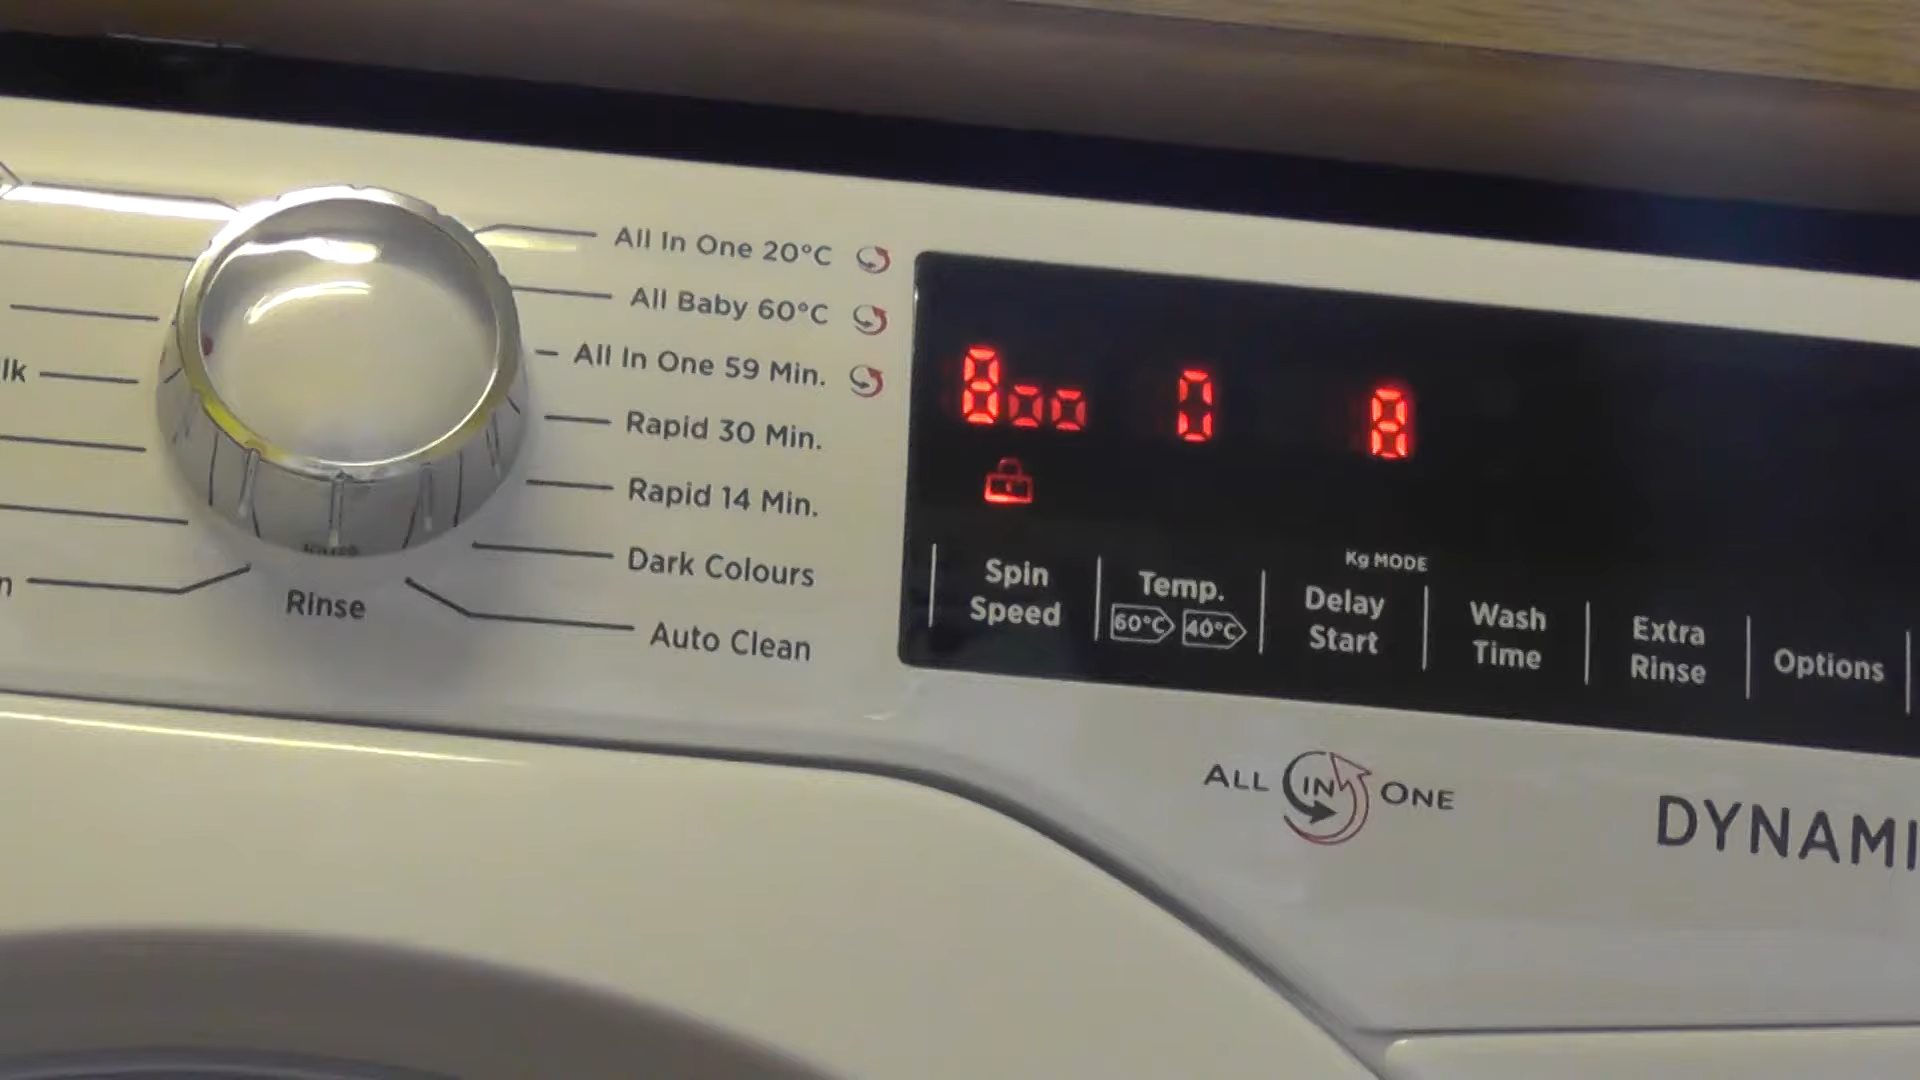 All In One 20°C
All Baby 60°C
lk
All In One 59 Min.
Rapid 30 Min.
Rapid 14 Min.
Dark Colours
n
Rinse
Auto Clean
800 0 8
Kg MODE
Spin Speed
Temp.
60°C 40°C
Delay Start
Wash Time
Extra Rinse
Options
ALL IN ONE
DYNAMI